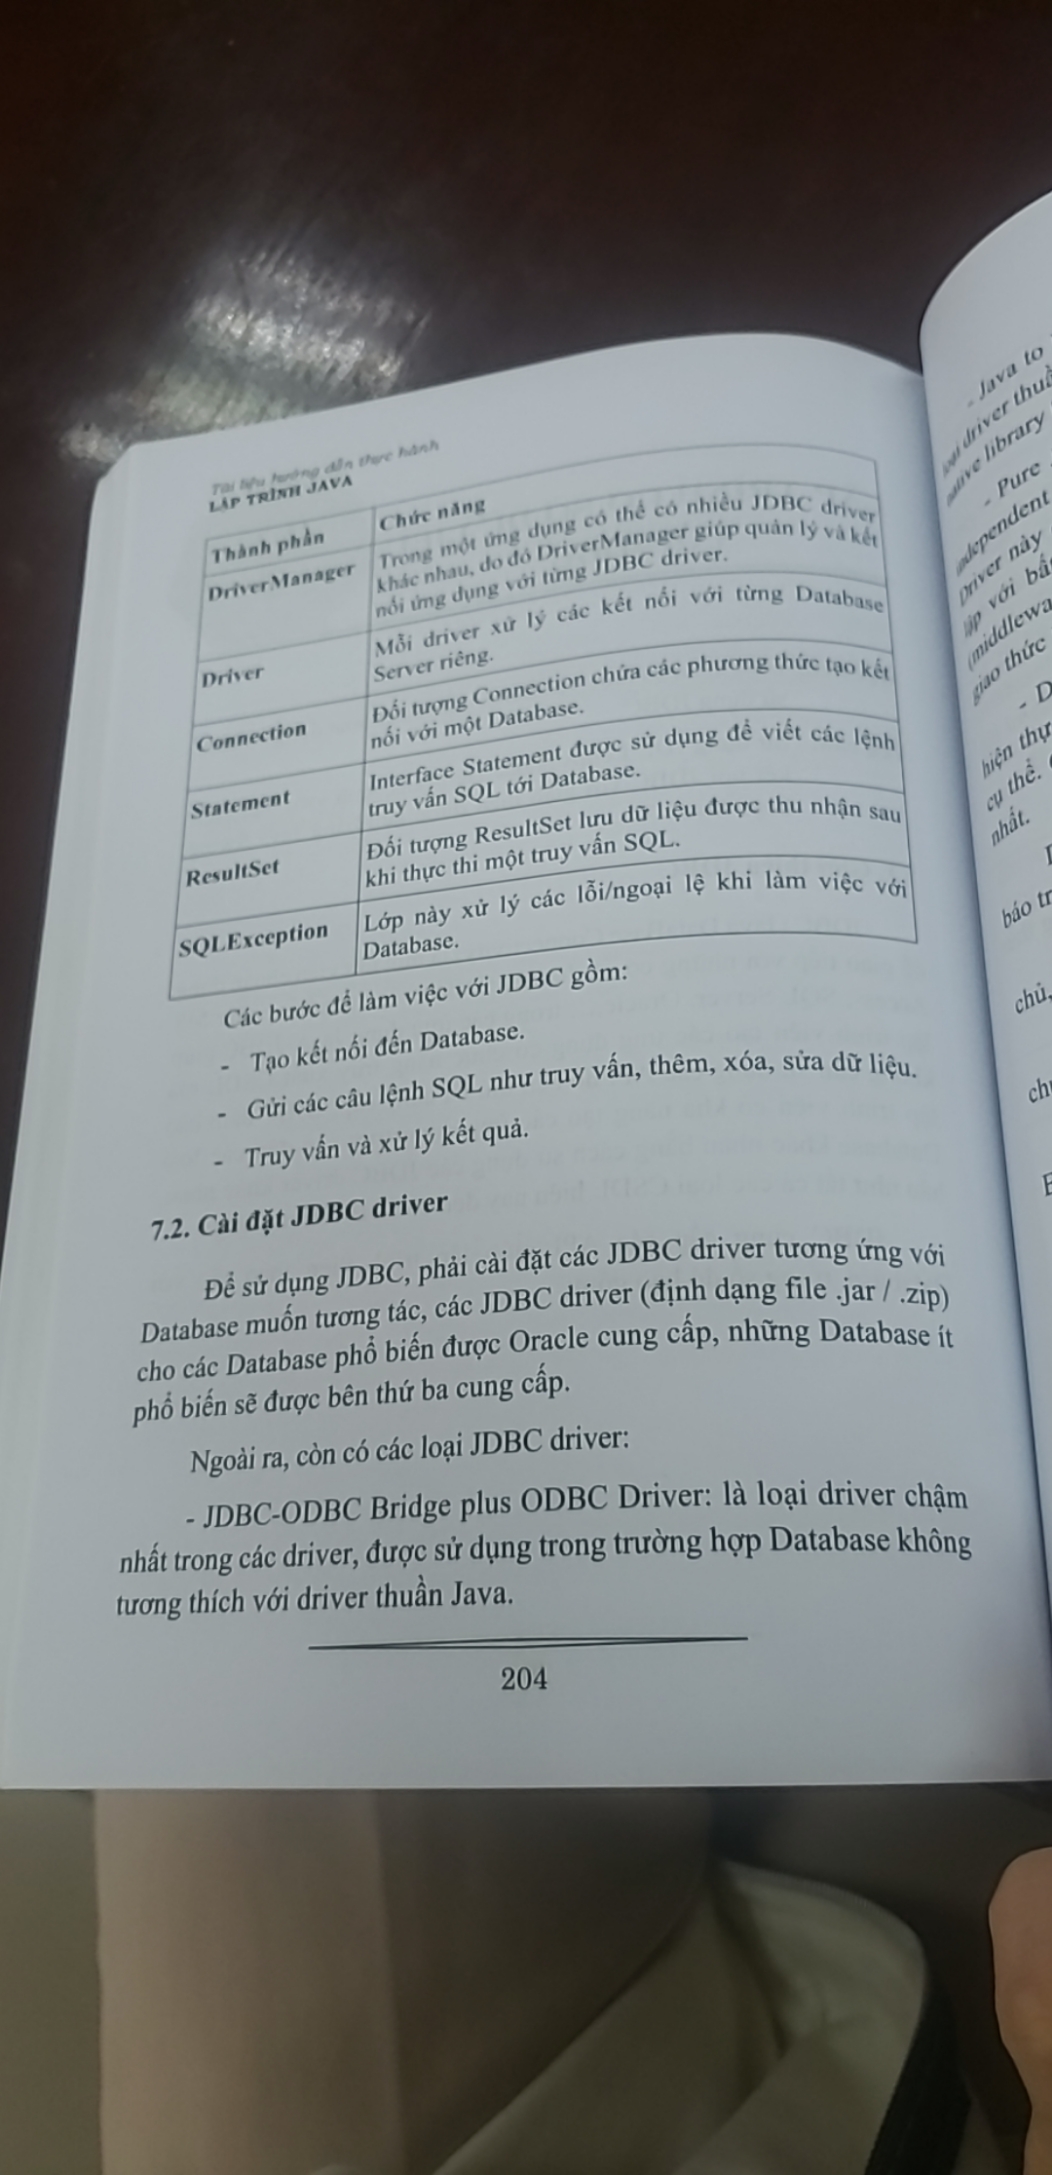 Tài liệu hướng dẫn thực hành
LẬP TRÌNH JAVA
Thành phần
Chức năng
DriverManager
Trong một ứng dụng có thể có nhiều JDBC driver
khác nhau, do đó DriverManager giúp quản lý và kết
nối ứng dụng với từng JDBC driver.
Driver
Mỗi driver xử lý các kết nối với từng Database
Server riêng.
Connection
Đối tượng Connection chứa các phương thức tạo kết
nối với một Database.
Statement
Interface Statement được sử dụng để viết các lệnh
truy vấn SQL tới Database.
ResultSet
Đối tượng ResultSet lưu dữ liệu được thu nhận sau
khi thực thi một truy vấn SQL.
SQLException
Lớp này xử lý các lỗi/ngoại lệ khi làm việc với
Database.
Các bước để làm việc với JDBC gồm:
- Tạo kết nối đến Database.
- Gửi các câu lệnh SQL như truy vấn, thêm, xóa, sửa dữ liệu.
- Truy vấn và xử lý kết quả.
7.2. Cài đặt JDBC driver
Để sử dụng JDBC, phải cài đặt các JDBC driver tương ứng với
Database muốn tương tác, các JDBC driver (định dạng file .jar / .zip)
cho các Database phổ biến được Oracle cung cấp, những Database ít
phổ biến sẽ được bên thứ ba cung cấp.
Ngoài ra, còn có các loại JDBC driver:
- JDBC-ODBC Bridge plus ODBC Driver: là loại driver chậm
nhất trong các driver, được sử dụng trong trường hợp Database không
tương thích với driver thuần Java.
204
- Java to
loại driver
native library
- Pure
independent
Driver này
lập với
giao thức
hiện
cụ thể.
nhất.
báo
chủ,